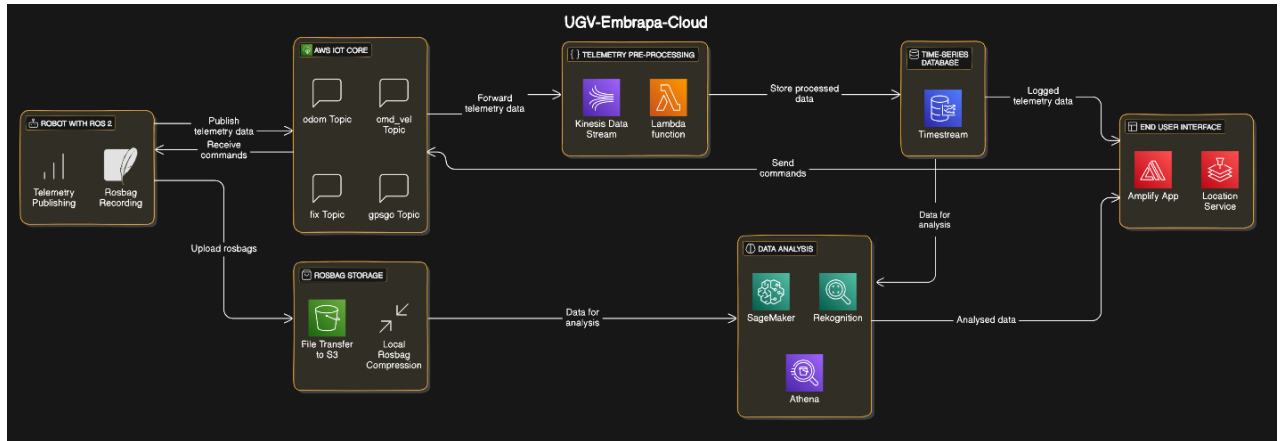 UGV-Embrapa-Cloud
ROBOT WITH ROS 2
Telemetry
Publishing
Rosbag
Recording
Publish
telemetry data
Receive
commands
Upload rosbags
AWS IOT CORE
odom Topic
cmd_vel
Topic
fix Topic
gpsgo Topic
Forward
telemetry data
{ } TELEMETRY PRE-PROCESSING
Kinesis Data
Stream
Lambda
function
Store processed
data
TIME-SERIES
DATABASE
Timestream
Logged
telemetry data
END USER INTERFACE
Amplify App
Location
Service
Send
commands
Data for
analysis
ROSBAG STORAGE
File Transfer
to S3
Local
Rosbag
Compression
Data for
analysis
DATA ANALYSIS
SageMaker
Rekognition
Athena
Analysed data